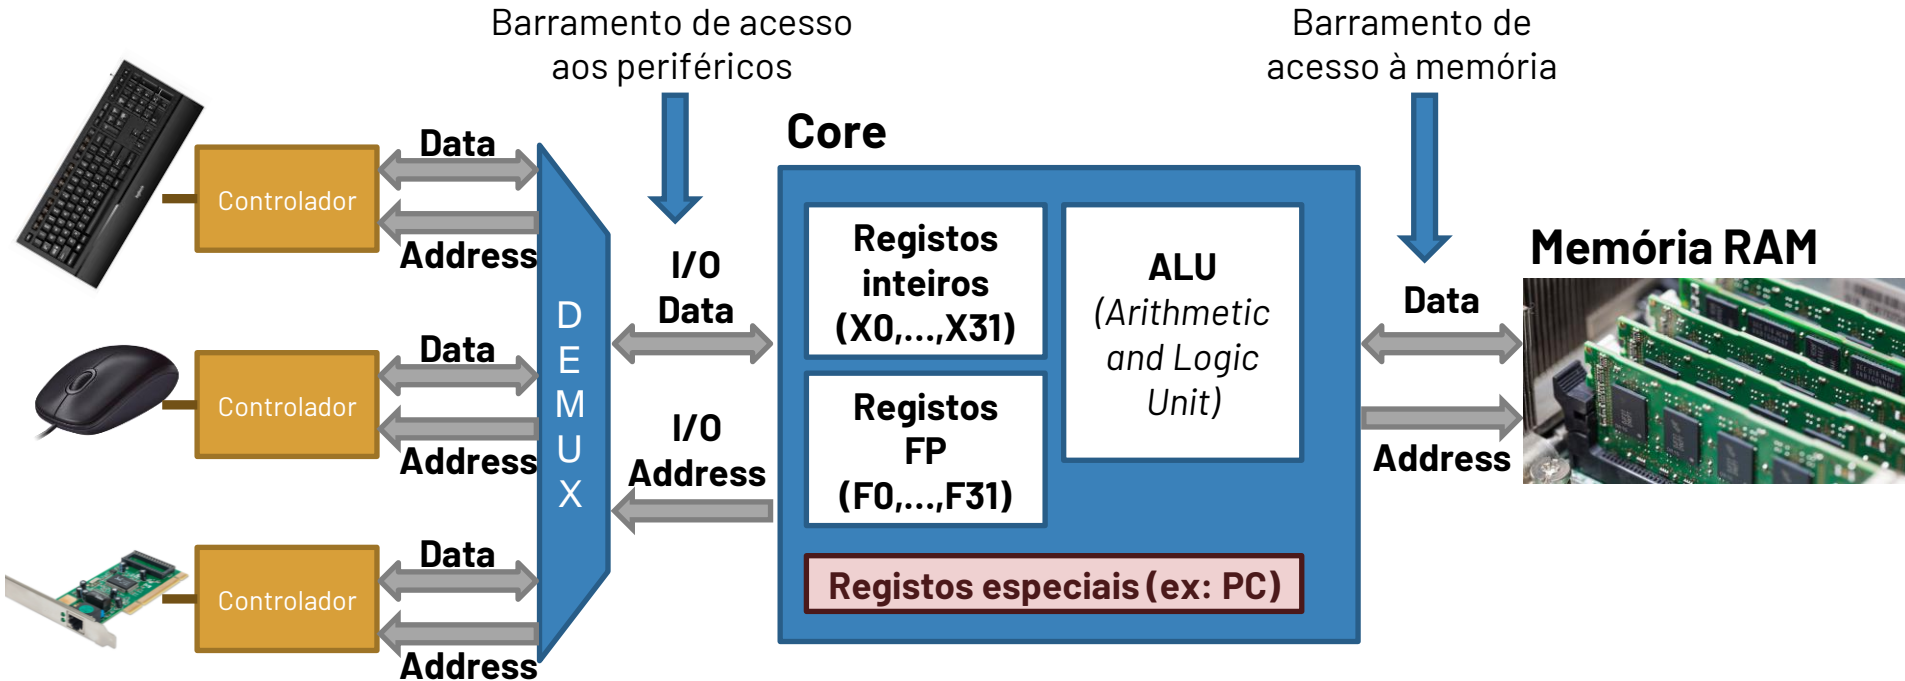 Barramento de acesso
aos periféricos
Barramento de
acesso à memória
Core
Memória RAM
Controlador
Data
Address
Controlador
Data
Address
Controlador
Data
Address
D
E
M
U
X
I/O
Data
I/O
Address
Registos
inteiros
(X0,...,X31)
Registos
FP
(F0,...,F31)
ALU
(Arithmetic
and Logic
Unit)
Registos especiais (ex: PC)
Data
Address